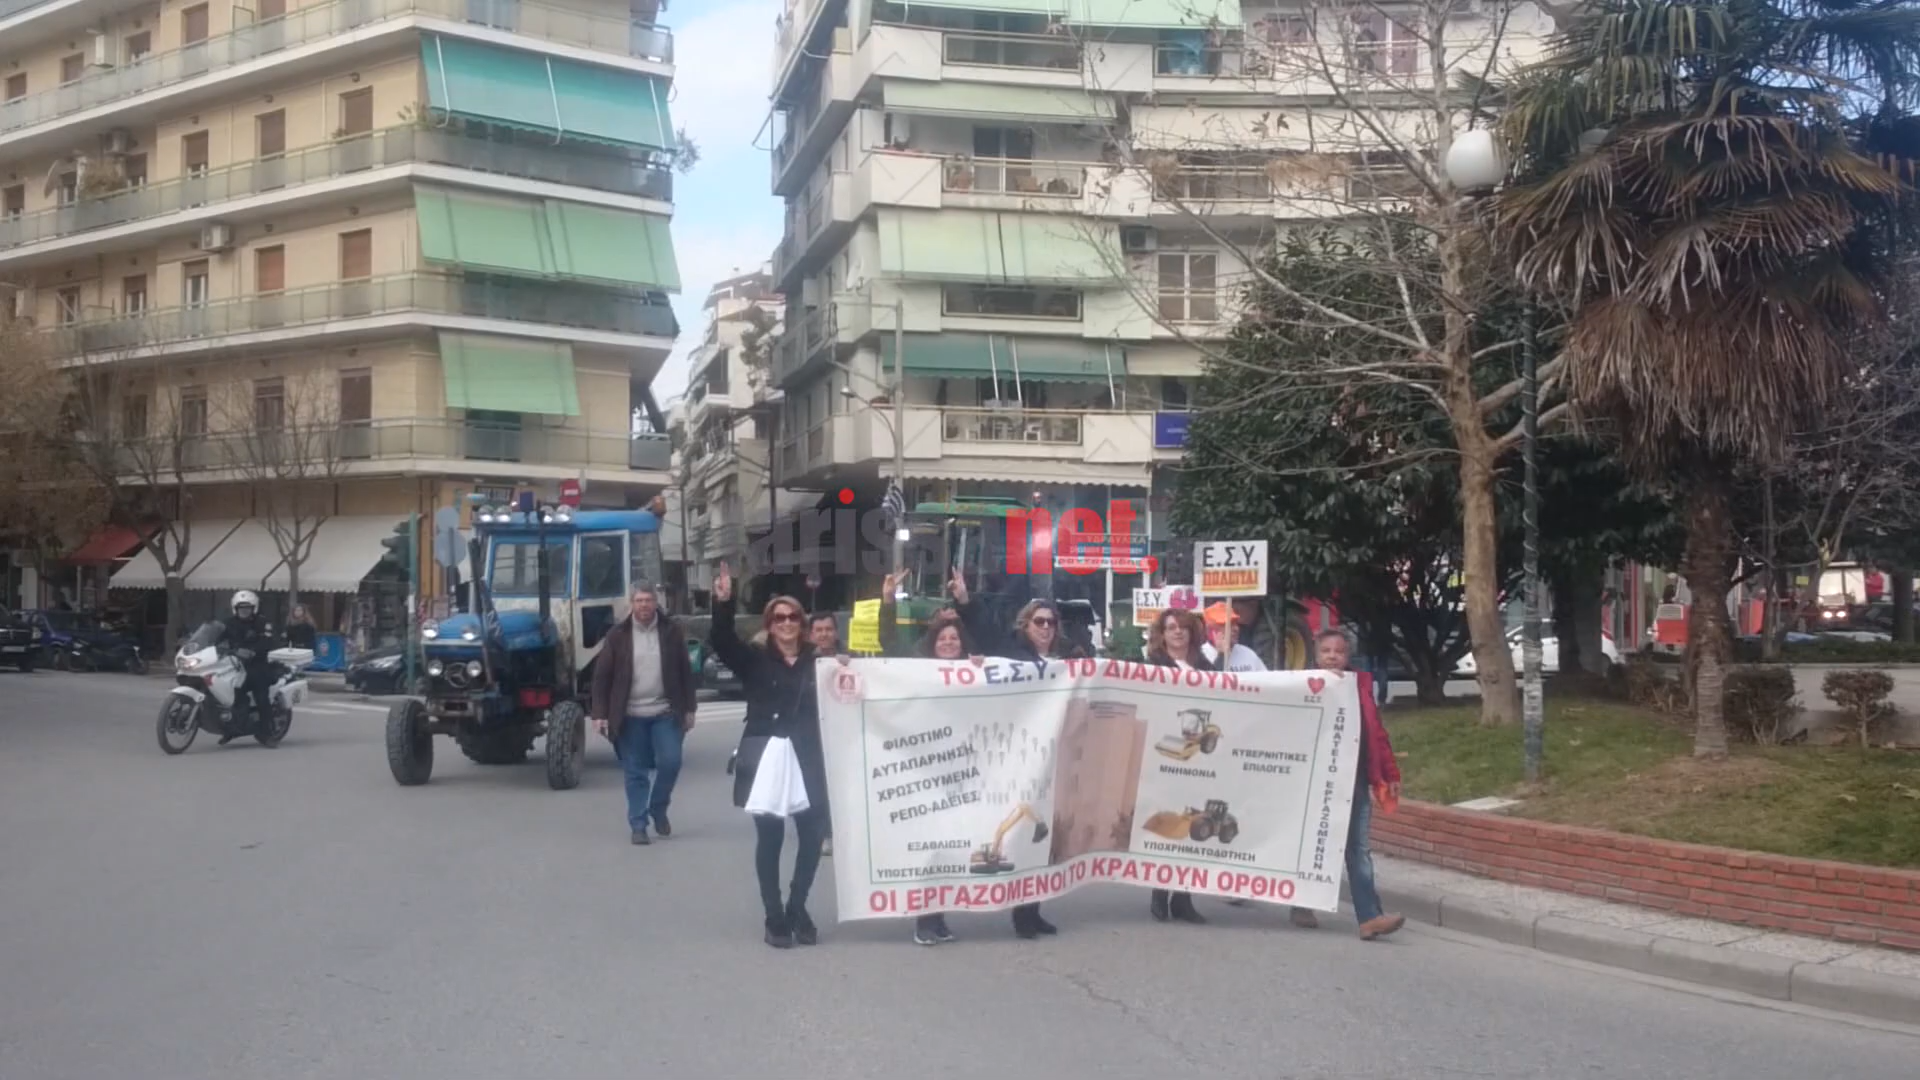 Ε.Σ.Υ.
ΠΩΛΕΙΤΑΙ
Ε.Σ.Υ.
ΥΔΡΑΥΛΙΚΑ
larissanet.
ΤΟ Ε.Σ.Υ. ΤΟ ΔΙΑΛΥΟΥΝ...
Ε.Σ.Υ.
ΦΙΛΟΤΙΜΟ
ΑΥΤΑΠΑΡΝΗΣΗ
ΧΡΩΣΤΟΥΜΕΝΑ
ΡΕΠΟ-ΑΔΕΙΕΣ
ΕΞΑΘΛΙΩΣΗ
ΥΠΟΣΤΕΛΕΧΩΣΗ
ΜΝΗΜΟΝΙΑ
ΚΥΒΕΡΝΗΤΙΚΕΣ
ΕΠΙΛΟΓΕΣ
ΥΠΟΧΡΗΜΑΤΟΔΟΤΗΣΗ
ΣΩΜΑΤΕΙΟ ΕΡΓΑΖΟΜΕΝΩΝ
Π.Γ.Ν.Λ.
ΟΙ ΕΡΓΑΖΟΜΕΝΟΙ ΤΟ ΚΡΑΤΟΥΝ ΟΡΘΙΟ